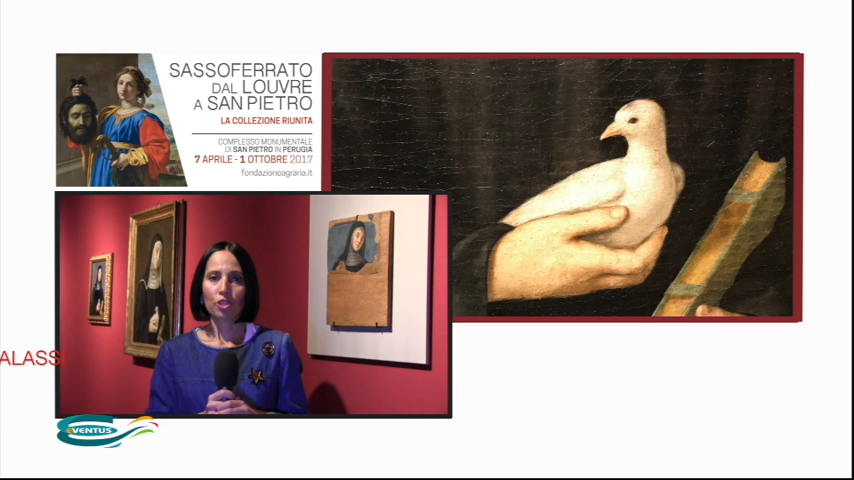 SASSOFERRATO
DAL LOUVRE
A SAN PIETRO
LA COLLEZIONE RIUNITA
COMPLESSO MONUMENTALE
DI SAN PIETRO IN PERUGIA
7 APRILE - 1 OTTOBRE 2017
fondazioneagraria.it
ALASSI
eVENTUS